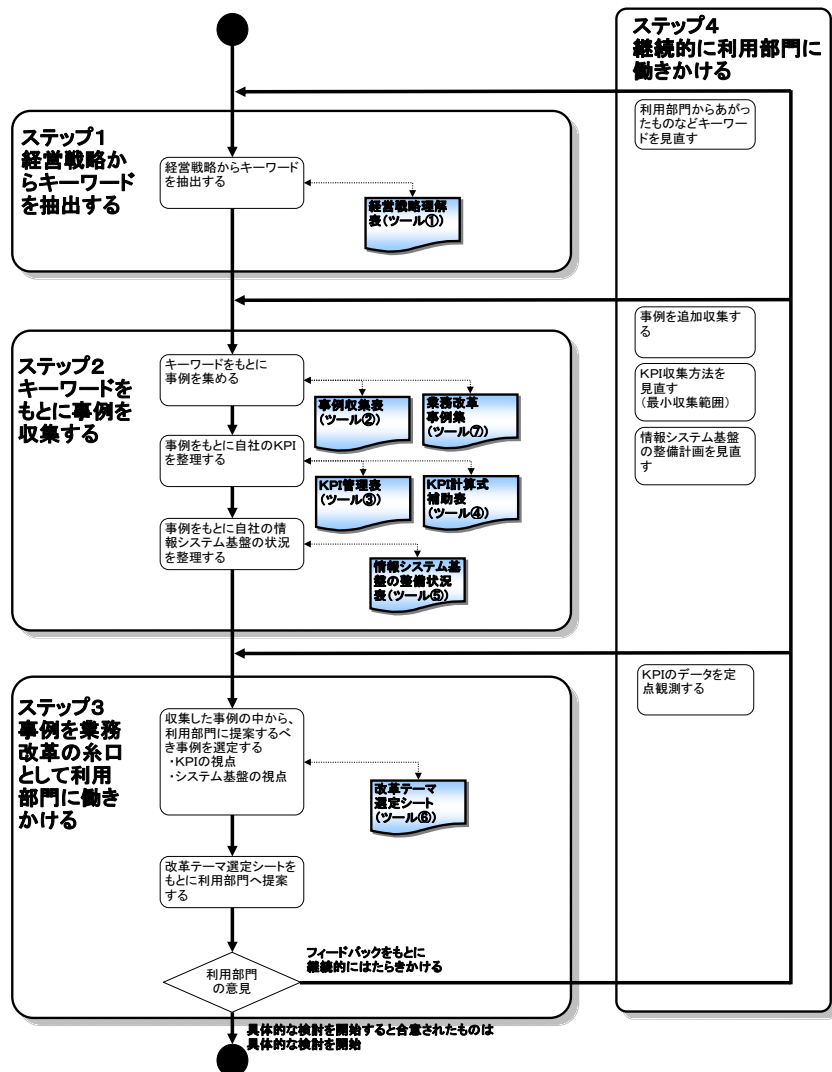 ステップ4
継続的に利用部門に
働きかける
利用部門からあがっ
たものなどキーワー
ドを見直す
ステップ1
経営戦略か
らキーワード
を抽出する
経営戦略からキーワード
を抽出する
経営戦略理解
表(ツール①)
事例を追加収集す
る
KPI収集方法を
見直す
(最小収集範囲)
情報システム基盤
の整備計画を見直
す
ステップ2
キーワードを
もとに事例を
収集する
キーワードをもとに
事例を集める
事例収集表
(ツール②)
業務改革
事例集
(ツール⑦)
事例をもとに自社のKPI
を整理する
KPI管理表
(ツール③)
KPI計算式
補助表
(ツール④)
事例をもとに自社の情
報システム基盤の状況
を整理する
情報システム基
盤の整備状況
表(ツール⑤)
KPIのデータを定
点観測する
ステップ3
事例を業務
改革の糸口
として利用
部門に働き
かける
収集した事例の中から、
利用部門に提案するべ
き事例を選定する
・KPIの視点
・システム基盤の視点
改革テーマ
選定シート
(ツール⑥)
改革テーマ選定シートを
もとに利用部門へ提案
する
利用部門
の意見
フィードバックをもとに
継続的にはたらきかける
具体的な検討を開始すると合意されたものは
具体的な検討を開始